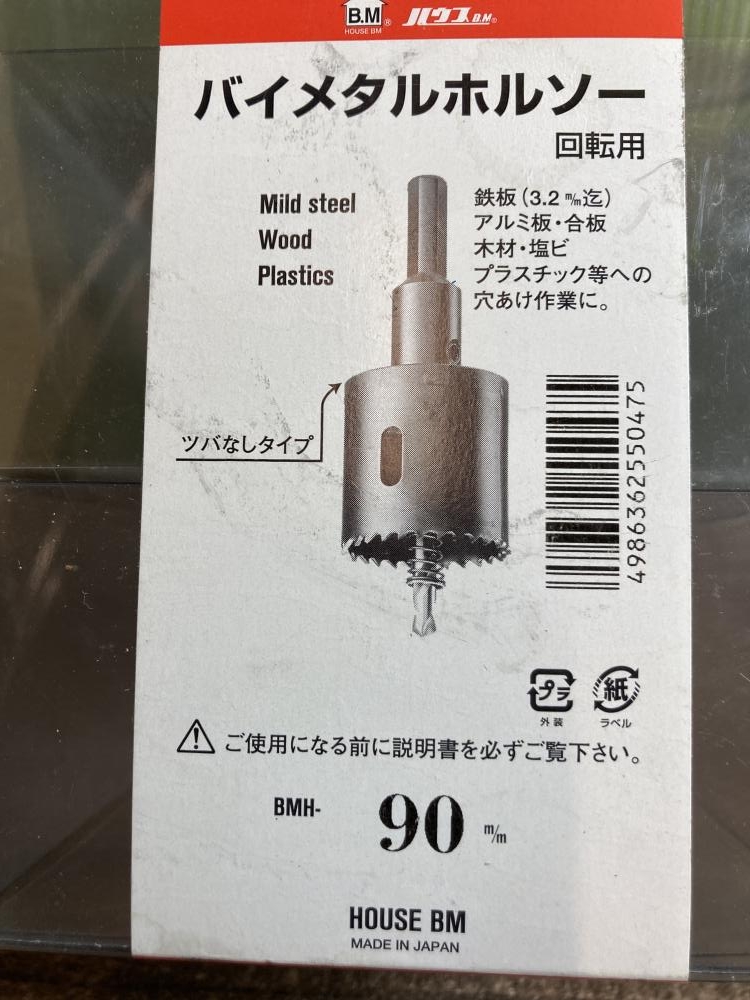 B.M®
HOUSE BM
ハウスB.M®
バイメタルホルソー
回転用
Mild steel
Wood
Plastics
鉄板(3.2㎜迄)
アルミ板・合板
木材・塩ビ
プラスチック等への
穴あけ作業に。
ツバなしタイプ
4986362550475
プラ
外装
紙
ラベル
ご使用になる前に説明書を必ずご覧下さい。
BMH-90 m/m
HOUSE BM
MADE IN JAPAN